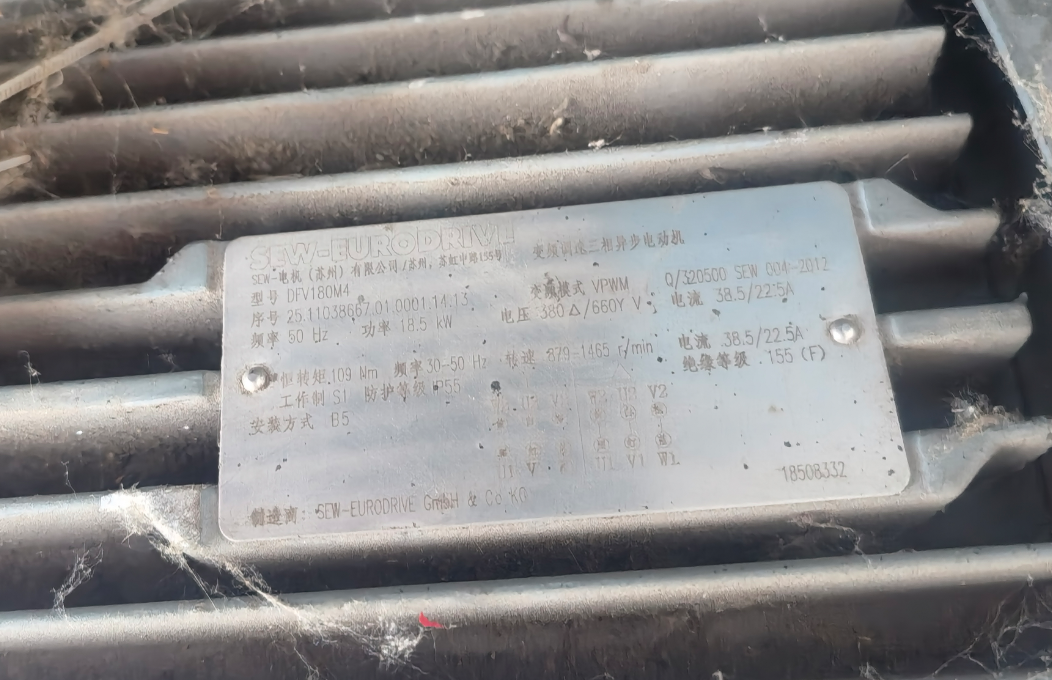 SEW-EURODRIVE
变频调速三相异步电动机
SEW-电机（苏州）有限公司/苏州，苏虹中路155号
型号 DFV180M4 变频模式 VPWM Q/320500 SEW 004-2012
序号 25.11038667.01.0001.14.13 电压 380△/660Y V 电流 38.5/22.5A
频率 50 Hz 功率 18.5 kW
恒转矩 109 Nm 频率 30-50 Hz 转速 879-1465 r/min 电流 38.5/22.5A
工作制 S1 防护等级 IP55 绝缘等级 155 (F)
安装方式 B5
V2
U1 V1 W1
18508332
制造商：SEW-EURODRIVE GmbH & Co KG